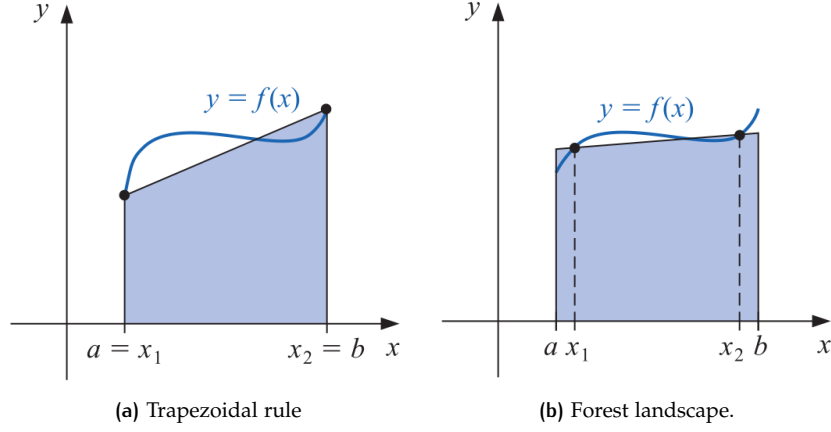 y
y = f(x)
a = x₁
x₂ = b
x
(a) Trapezoidal rule
y
y = f(x)
a x₁
x₂ b
x
(b) Forest landscape.